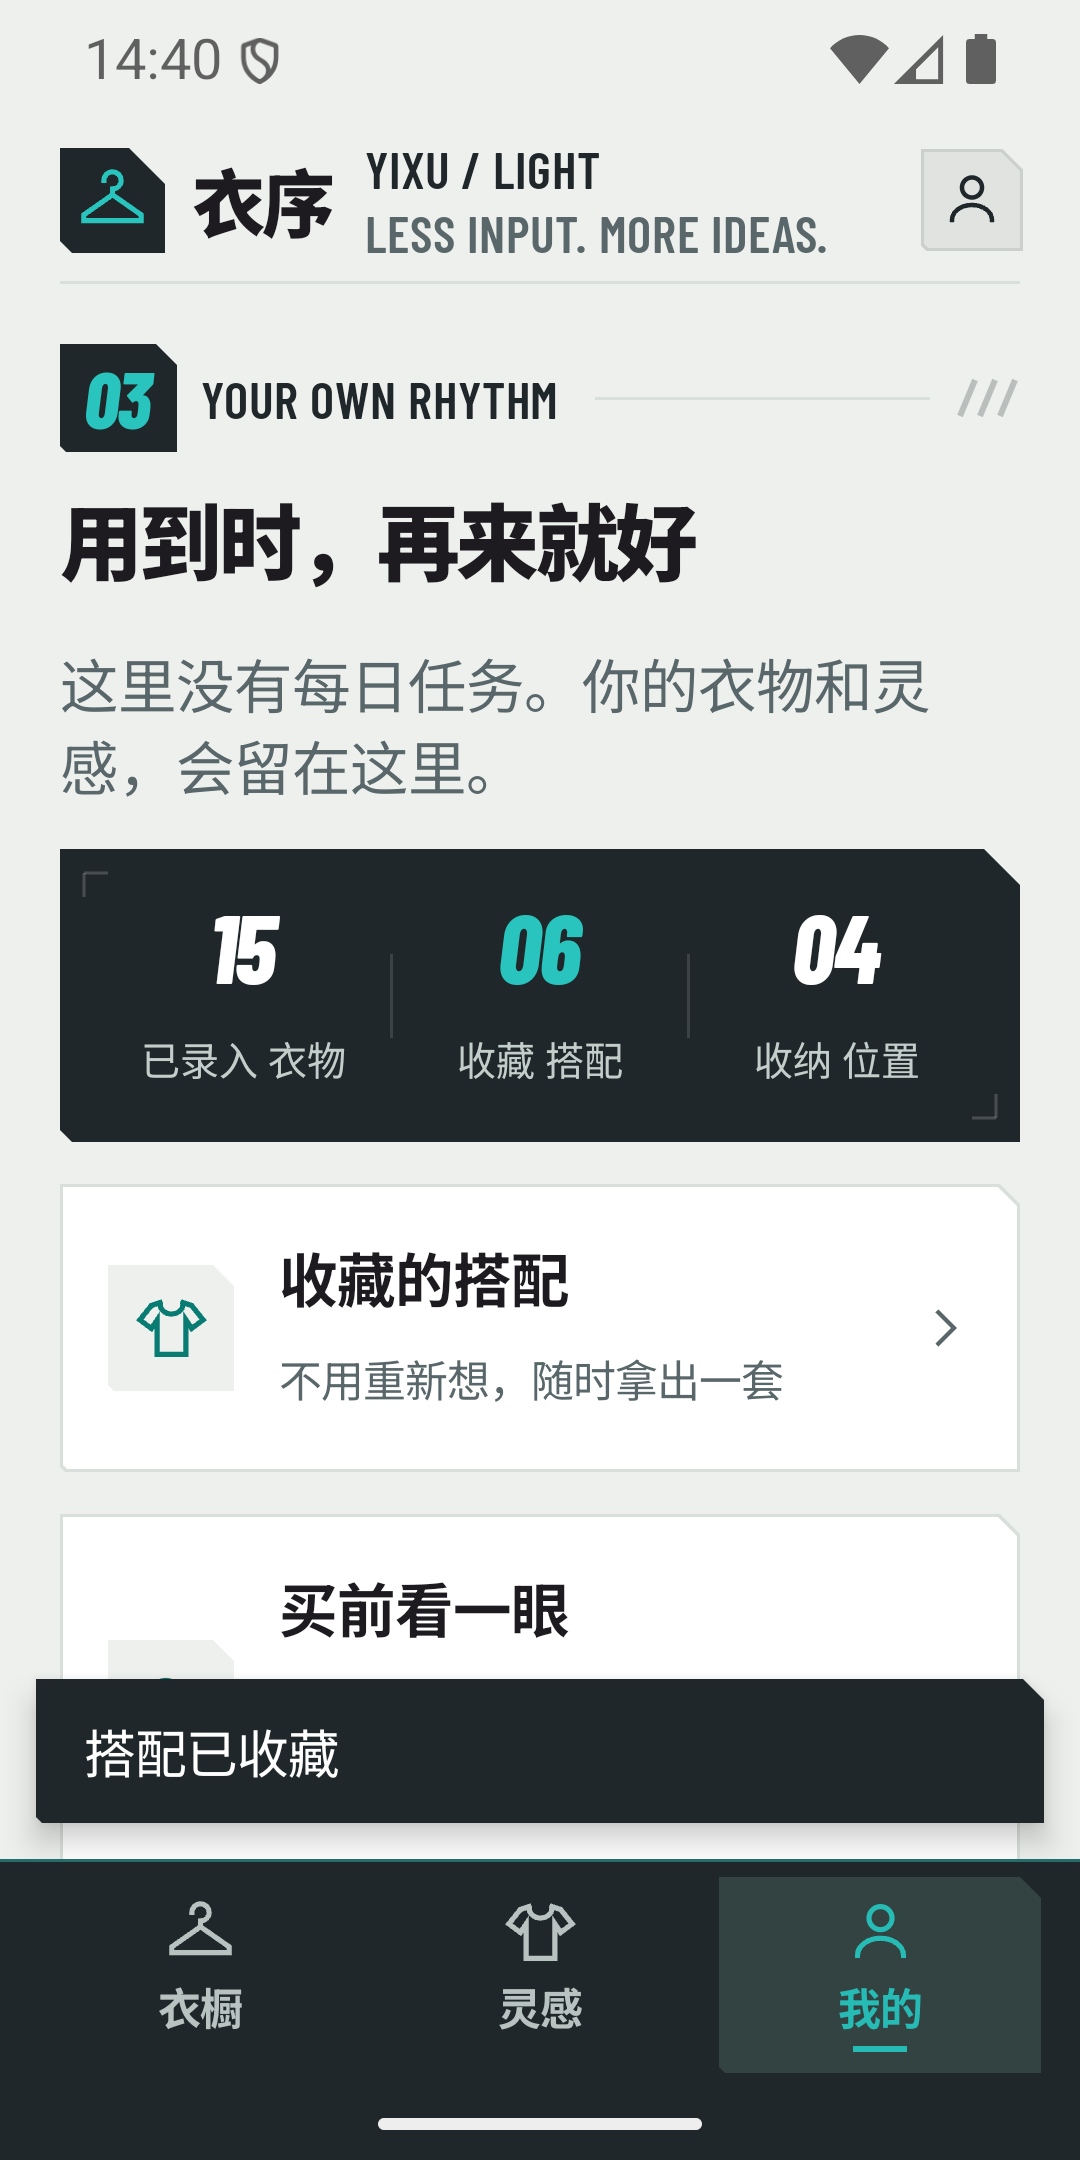 14:40
衣序
YIXU / LIGHT
LESS INPUT. MORE IDEAS.
03
YOUR OWN RHYTHM
用到时，再来就好
这里没有每日任务。你的衣物和灵
感，会留在这里。
15
06
04
已录入 衣物
收藏 搭配
收纳 位置
收藏的搭配
不用重新想，随时拿出一套
买前看一眼
搭配已收藏
衣橱
灵感
我的